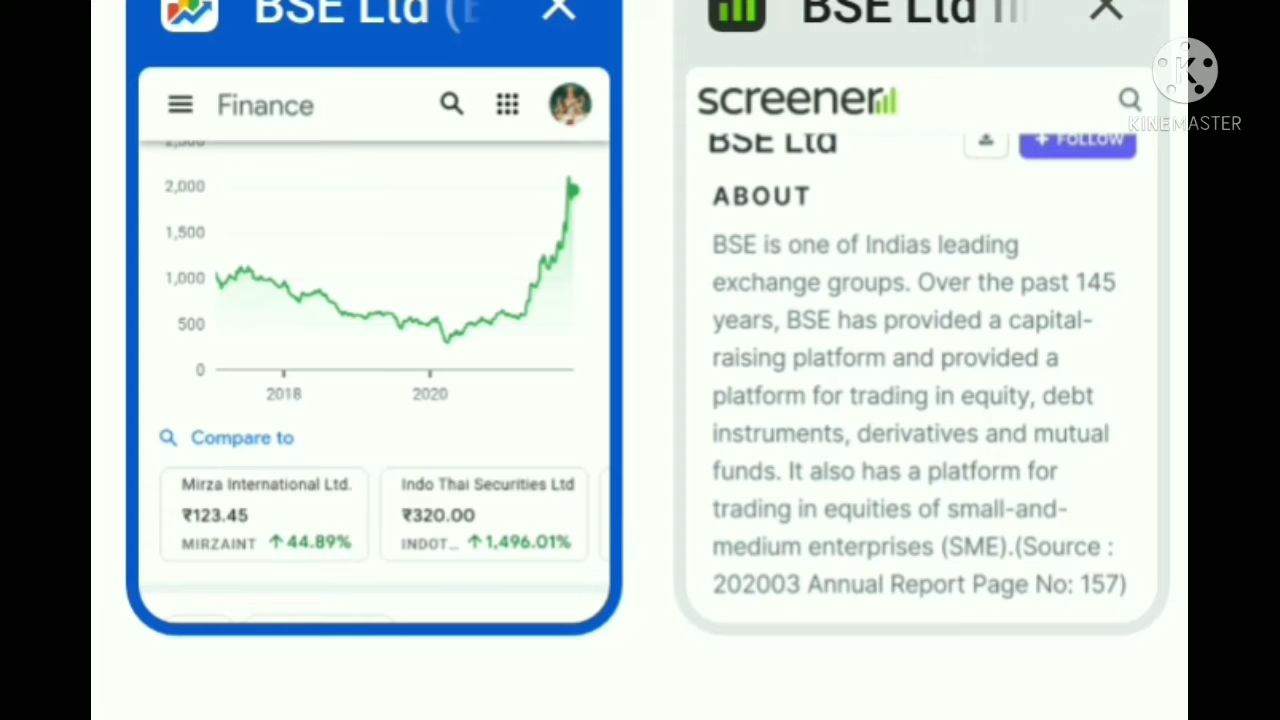 BSE Ltd
Finance
2,500
2,000
1,500
1,000
500
0
2018
2020
Compare to
Mirza International Ltd.
₹123.45
MIRZAINT ↑44.89%
Indo Thai Securities Ltd
₹320.00
INDOT... ↑1,496.01%
BSE Ltd
screener
BSE Ltd
+ FOLLOW
ABOUT
BSE is one of Indias leading
exchange groups. Over the past 145
years, BSE has provided a capital-
raising platform and provided a
platform for trading in equity, debt
instruments, derivatives and mutual
funds. It also has a platform for
trading in equities of small-and-
medium enterprises (SME).(Source :
202003 Annual Report Page No: 157)
K
KINEMASTER